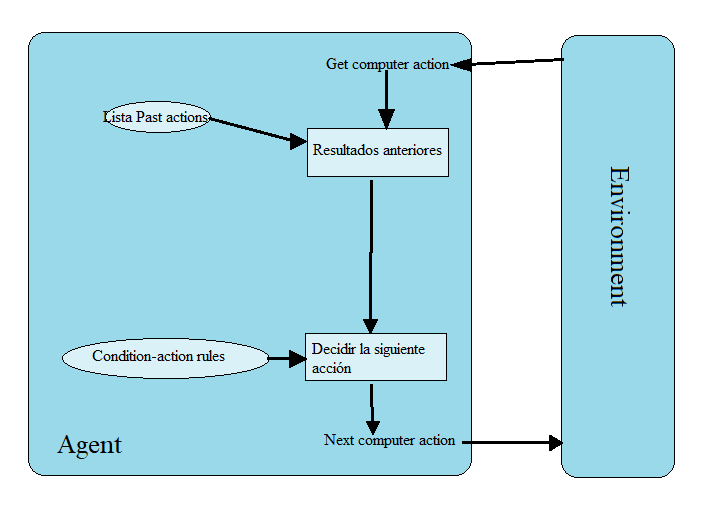 Get computer action
Lista Past actions
Resultados anteriores
Environment
Condition-action rules
Decidir la siguiente
acción
Agent
Next computer action